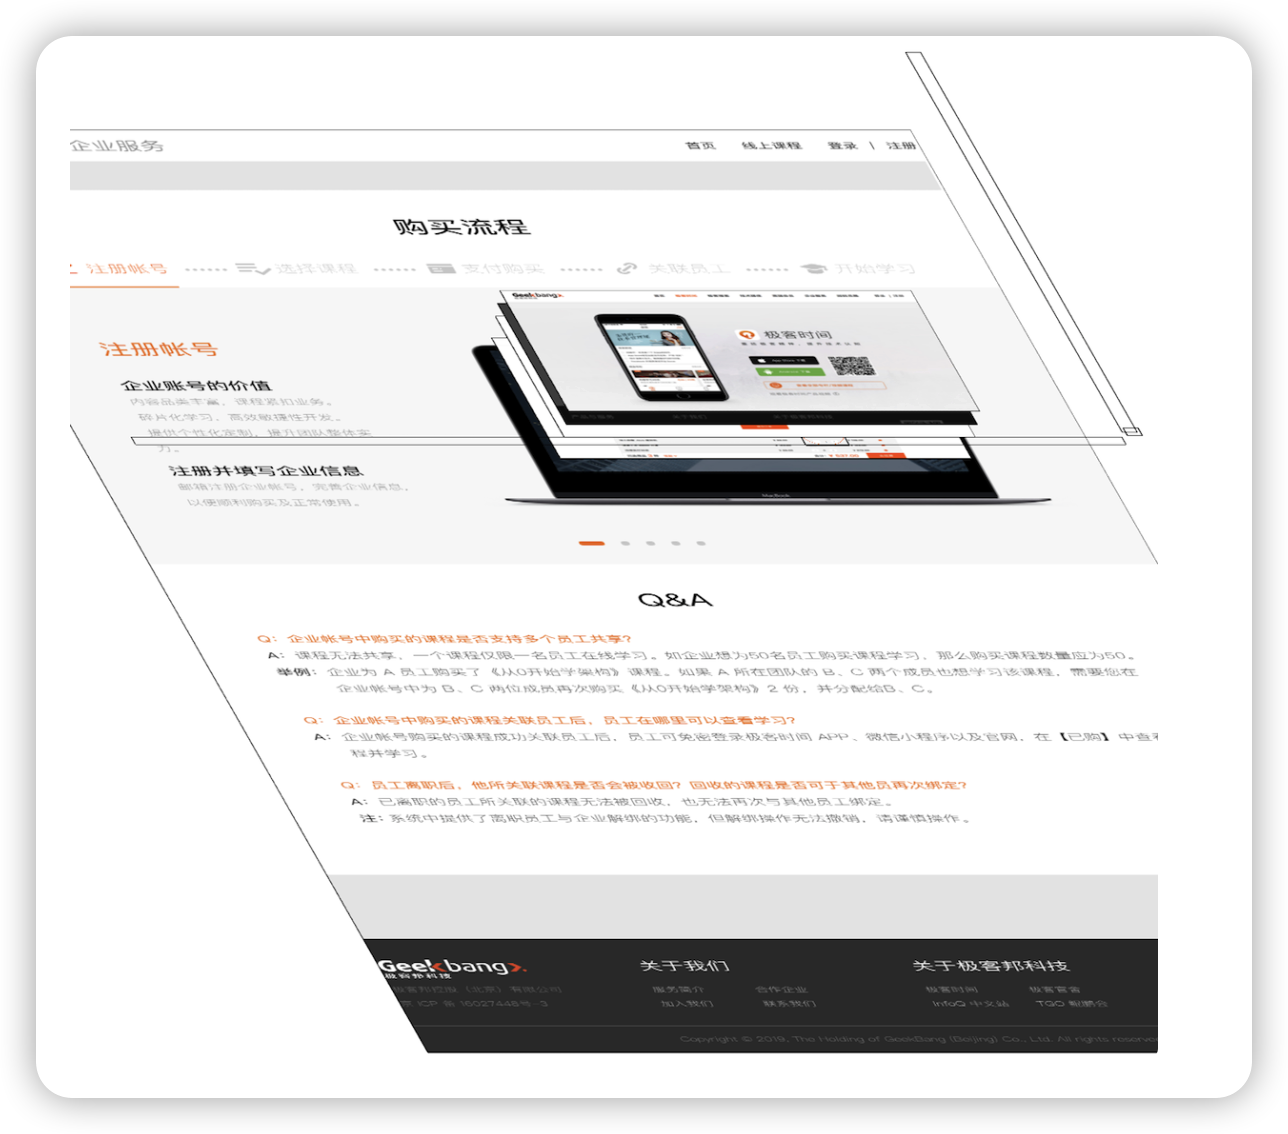 企业服务
首页 线上课程 登录 | 注册
购买流程
注册帐号 选择课程 支付购买 关联员工 开始学习
Geekbang
极客时间
注册帐号
企业账号的价值
内容品类丰富，课程紧扣业务。
碎片化学习，高效敏捷性开发。
提供个性化定制，提升团队整体实
力。
注册并填写企业信息
邮箱注册企业帐号，完善企业信息，
以便顺利购买及正常使用。
MacBook
Q&A
Q：企业帐号中购买的课程是否支持多个员工共享？
A：课程无法共享，一个课程仅限一名员工在线学习。如企业想为50名员工购买课程学习，那么购买课程数量应为50。
举例：企业为 A 员工购买了《从0开始学架构》课程。如果 A 所在团队的 B、C 两个成员也想学习该课程，需要您在
企业帐号中为 B、C 两位成员再次购买《从0开始学架构》2 份，并分配给B、C。
Q：企业帐号中购买的课程关联员工后，员工在哪里可以查看学习？
A：企业帐号购买的课程成功关联员工后，员工可免密登录极客时间 APP、微信小程序以及官网，在【已购】中查看
程并学习。
Q：员工离职后，他所关联课程是否会被收回？回收的课程是否可于其他员再次绑定？
A：已离职的员工所关联的课程无法被回收，也无法再次与其他员工绑定。
注：系统中提供了离职员工与企业解绑的功能，但解绑操作无法撤销，请谨慎操作。
Geekbang
极客邦科技
关于我们 关于极客邦科技
极客邦控股（北京）有限公司 服务简介 合作企业 极客时间
京 ICP 备 16027448号-3 加入我们 联系我们 InfoQ 中文站 TGO 鲲鹏会
Copyright © 2019, The Holding of GeekBang (Beijing) Co., Ltd. All rights reserved